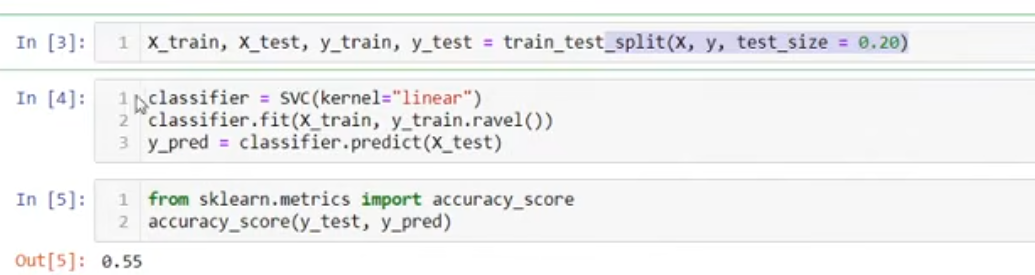 In [3]: 1 X_train, X_test, y_train, y_test = train_test_split(X, y, test_size = 0.20)
In [4]: 1 classifier = SVC(kernel="linear")
2 classifier.fit(X_train, y_train.ravel())
3 y_pred = classifier.predict(X_test)
In [5]: 1 from sklearn.metrics import accuracy_score
2 accuracy_score(y_test, y_pred)
Out[5]: 0.55